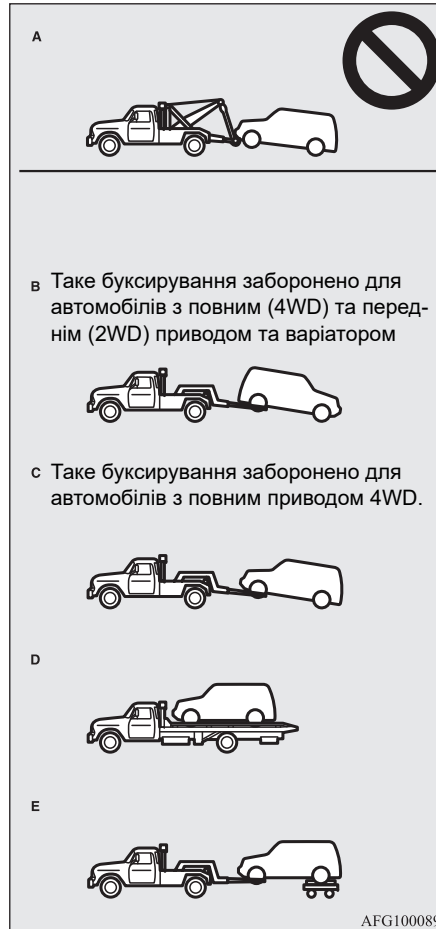 A
B Таке буксирування заборонено для
автомобілів з повним (4WD) та перед-
нім (2WD) приводом та варіатором
C Таке буксирування заборонено для
автомобілів з повним приводом 4WD.
D
E
AFG100089